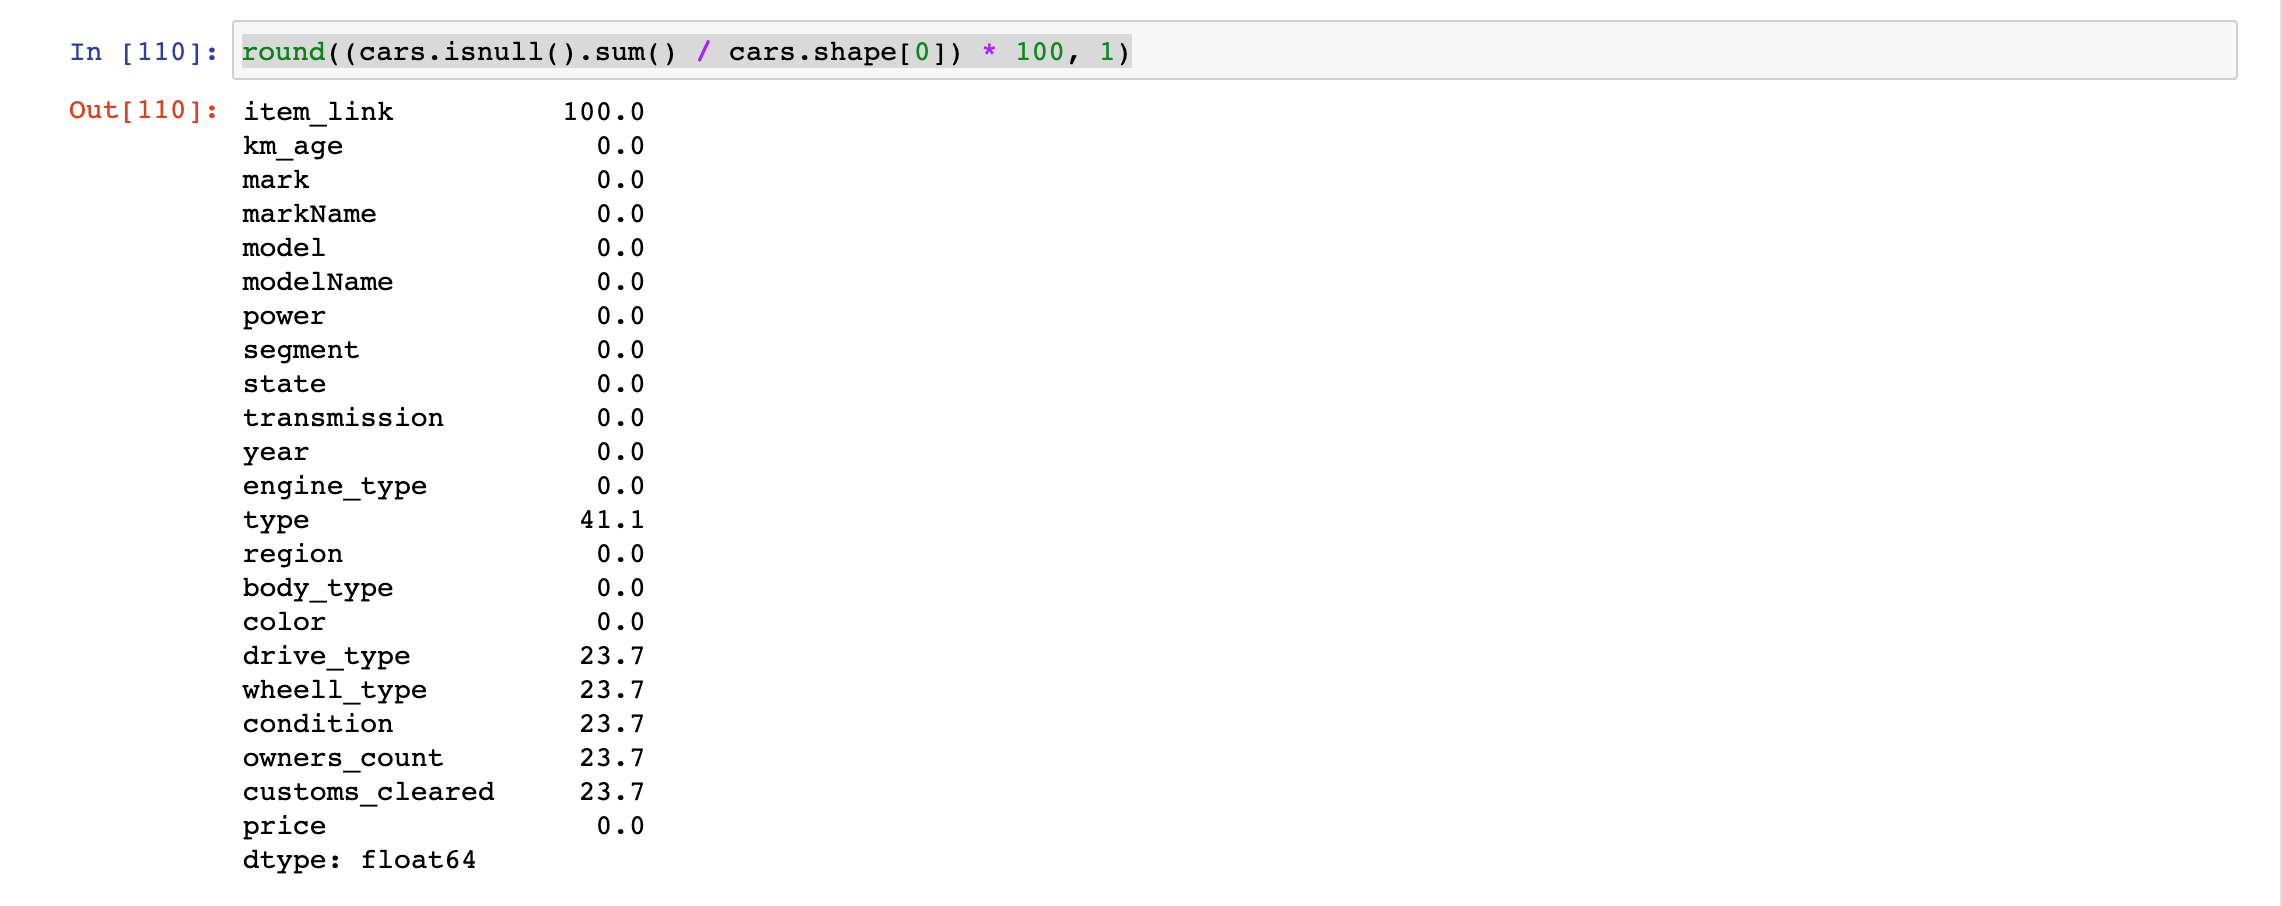 In [110]: round((cars.isnull().sum() / cars.shape[0]) * 100, 1)
Out[110]: item_link 100.0
km_age 0.0
mark 0.0
markName 0.0
model 0.0
modelName 0.0
power 0.0
segment 0.0
state 0.0
transmission 0.0
year 0.0
engine_type 0.0
type 41.1
region 0.0
body_type 0.0
color 0.0
drive_type 23.7
wheell_type 23.7
condition 23.7
owners_count 23.7
customs_cleared 23.7
price 0.0
dtype: float64